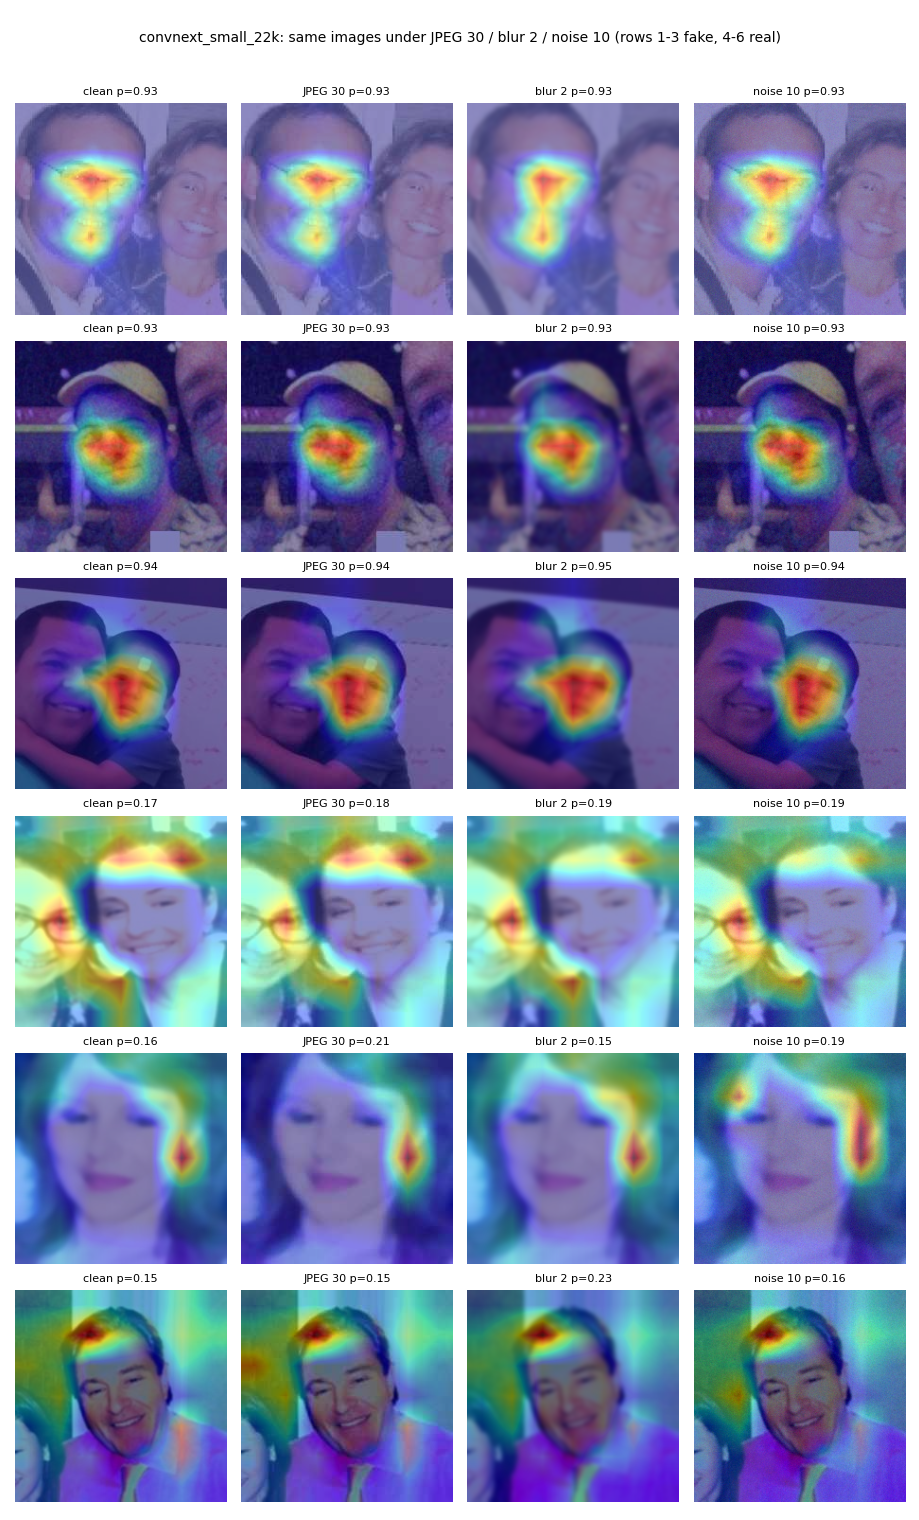 convnext_small_22k: same images under JPEG 30 / blur 2 / noise 10 (rows 1-3 fake, 4-6 real)
clean p=0.93 JPEG 30 p=0.93 blur 2 p=0.93 noise 10 p=0.93
clean p=0.93 JPEG 30 p=0.93 blur 2 p=0.93 noise 10 p=0.93
clean p=0.94 JPEG 30 p=0.94 blur 2 p=0.95 noise 10 p=0.94
clean p=0.17 JPEG 30 p=0.18 blur 2 p=0.19 noise 10 p=0.19
clean p=0.16 JPEG 30 p=0.21 blur 2 p=0.15 noise 10 p=0.19
clean p=0.15 JPEG 30 p=0.15 blur 2 p=0.23 noise 10 p=0.16